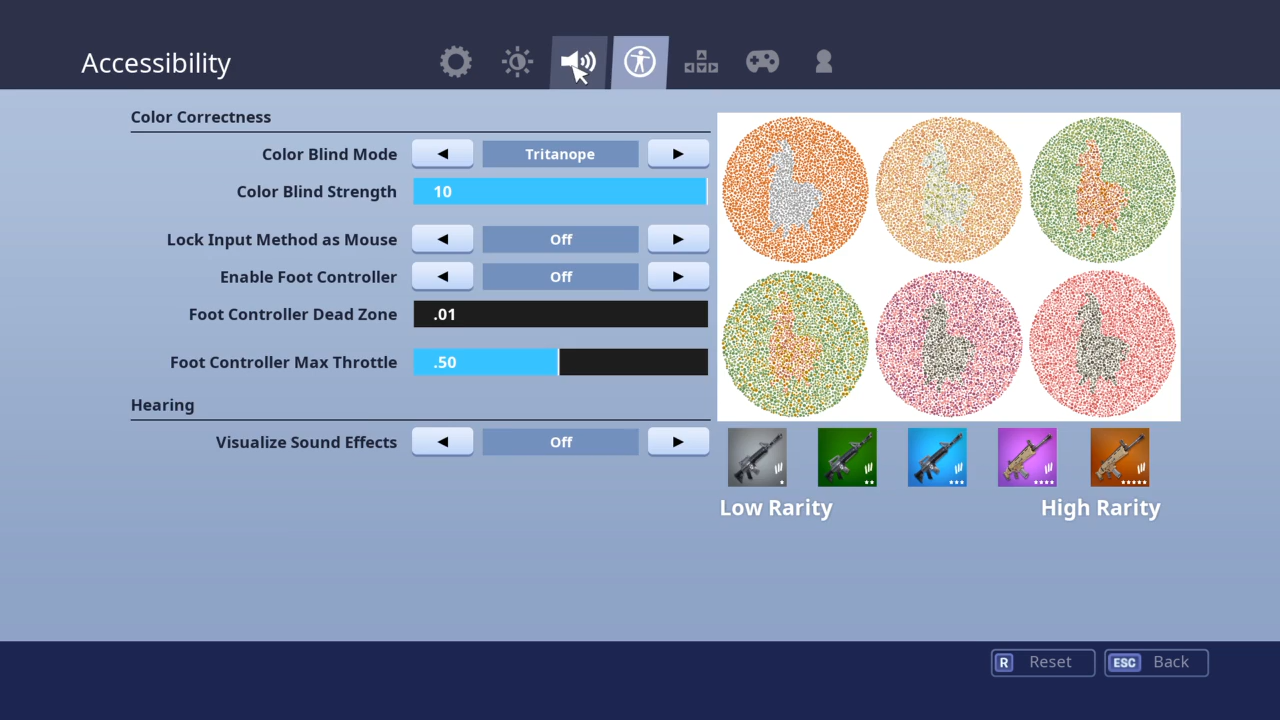 Accessibility
Color Correctness
Color Blind Mode
Tritanope
Color Blind Strength
10
Lock Input Method as Mouse
Off
Enable Foot Controller
Off
Foot Controller Dead Zone
.01
Foot Controller Max Throttle
.50
Hearing
Visualize Sound Effects
Off
Low Rarity
High Rarity
R Reset
ESC Back